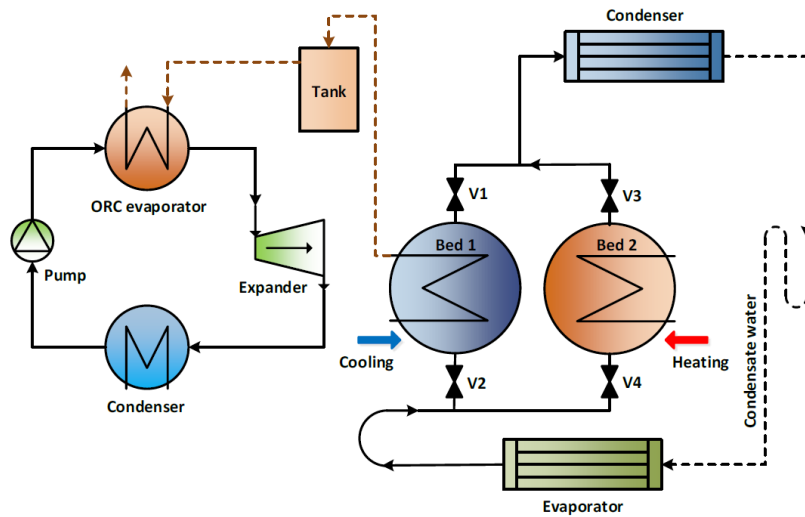 Condenser
Tank
ORC evaporator
V1
V3
Bed 1
Bed 2
Pump
Expander
Cooling
Heating
Condenser
V2
V4
Condensate water
Evaporator